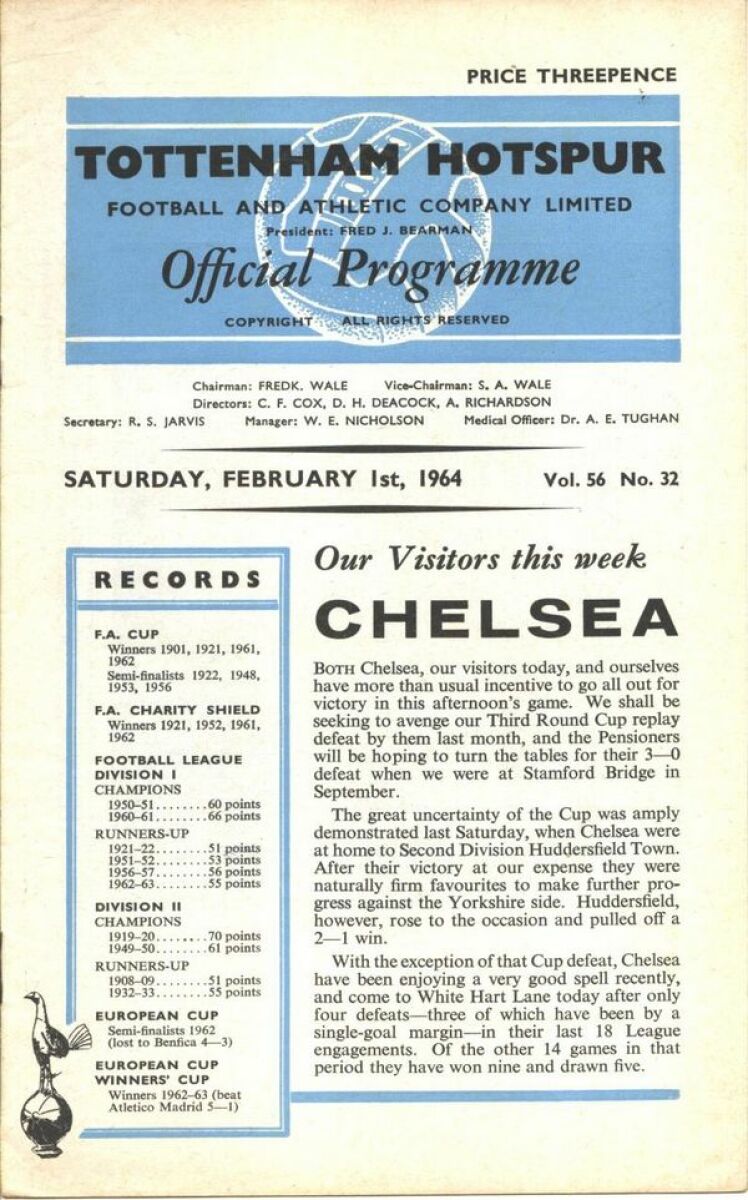 PRICE THREEPENCE
TOTTENHAM HOTSPUR
FOOTBALL AND ATHLETIC COMPANY LIMITED
President: FRED J. BEARMAN
Official Programme
COPYRIGHT ALL RIGHTS RESERVED
Chairman: FREDK. WALE Vice-Chairman: S. A. WALE
Directors: C. F. COX, D. H. DEACOCK, A. RICHARDSON
Secretary: R. S. JARVIS Manager: W. E. NICHOLSON Medical Officer: Dr. A. E. TUGHAN
SATURDAY, FEBRUARY 1st, 1964 Vol. 56 No. 32
RECORDS
F.A. CUP
Winners 1901, 1921, 1961,
1962
Semi-finalists 1922, 1948,
1953, 1956
F.A. CHARITY SHIELD
Winners 1921, 1952, 1961,
1962
FOOTBALL LEAGUE
DIVISION I
CHAMPIONS
1950–51........60 points
1960–61........66 points
RUNNERS-UP
1921–22........51 points
1951–52........53 points
1956–57........56 points
1962–63........55 points
DIVISION II
CHAMPIONS
1919–20........70 points
1949–50........61 points
RUNNERS-UP
1908–09........51 points
1932–33........55 points
EUROPEAN CUP
Semi-finalists 1962
(lost to Benfica 4—3)
EUROPEAN CUP
WINNERS' CUP
Winners 1962–63 (beat
Atletico Madrid 5—1)
Our Visitors this week
CHELSEA
BOTH Chelsea, our visitors today, and ourselves
have more than usual incentive to go all out for
victory in this afternoon's game. We shall be
seeking to avenge our Third Round Cup replay
defeat by them last month, and the Pensioners
will be hoping to turn the tables for their 3—0
defeat when we were at Stamford Bridge in
September.
The great uncertainty of the Cup was amply
demonstrated last Saturday, when Chelsea were
at home to Second Division Huddersfield Town.
After their victory at our expense they were
naturally firm favourites to make further pro-
gress against the Yorkshire side. Huddersfield,
however, rose to the occasion and pulled off a
2—1 win.
With the exception of that Cup defeat, Chelsea
have been enjoying a very good spell recently,
and come to White Hart Lane today after only
four defeats—three of which have been by a
single-goal margin—in their last 18 League
engagements. Of the other 14 games in that
period they have won nine and drawn five.